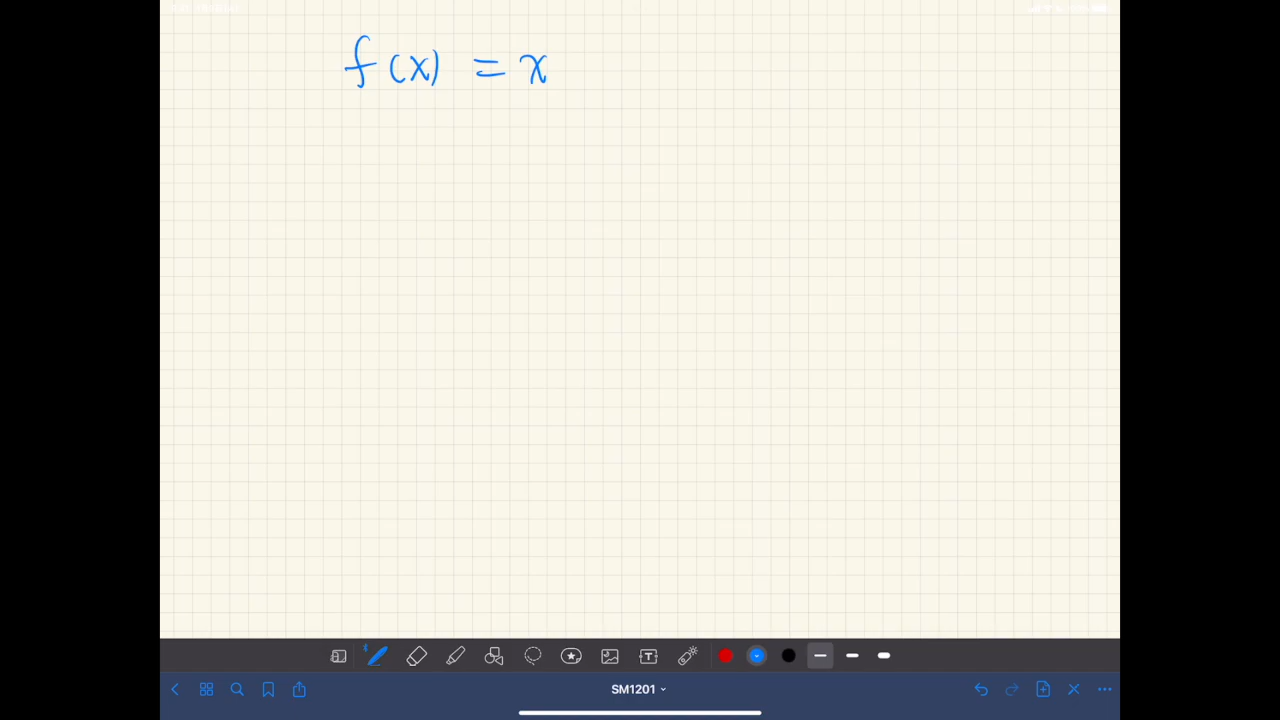 f(x) = x
SM1201